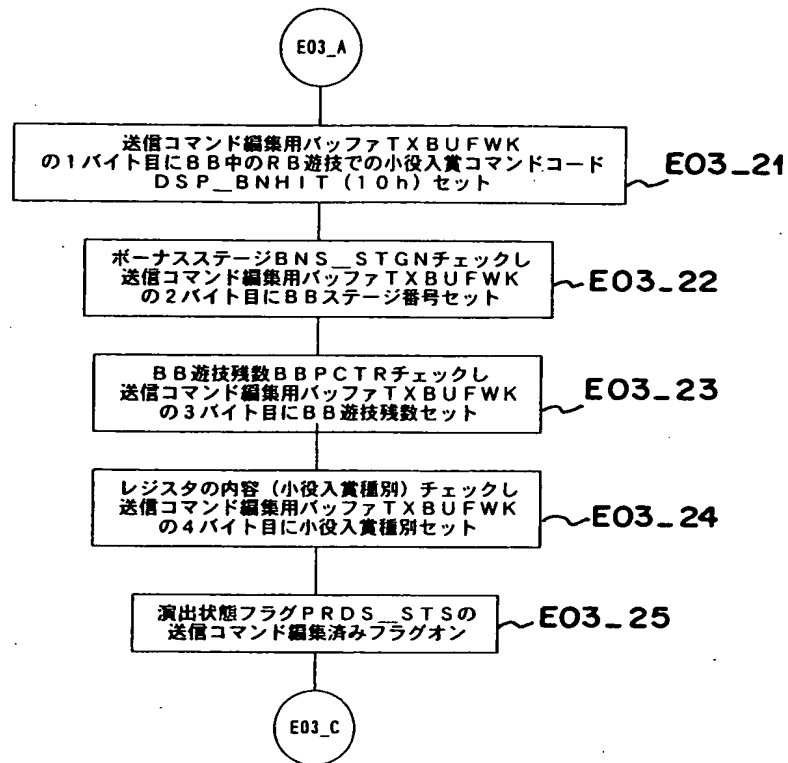 E03_A
送信コマンド編集用バッファTXBUFWK
の1バイト目にBB中のRB遊技での小役入賞コマンドコード
DSP__BNHIT(10h)セット
E03_21
ボーナスステージBNS__STGNチェックし
送信コマンド編集用バッファTXBUFWK
の2バイト目にBBステージ番号セット
E03_22
BB遊技残数BBPCTRチェックし
送信コマンド編集用バッファTXBUFWK
の3バイト目にBB遊技残数セット
E03_23
レジスタの内容(小役入賞種別)チェックし
送信コマンド編集用バッファTXBUFWK
の4バイト目に小役入賞種別セット
E03_24
演出状態フラグPRDS__STSの
送信コマンド編集済みフラグオン
E03_25
E03_C